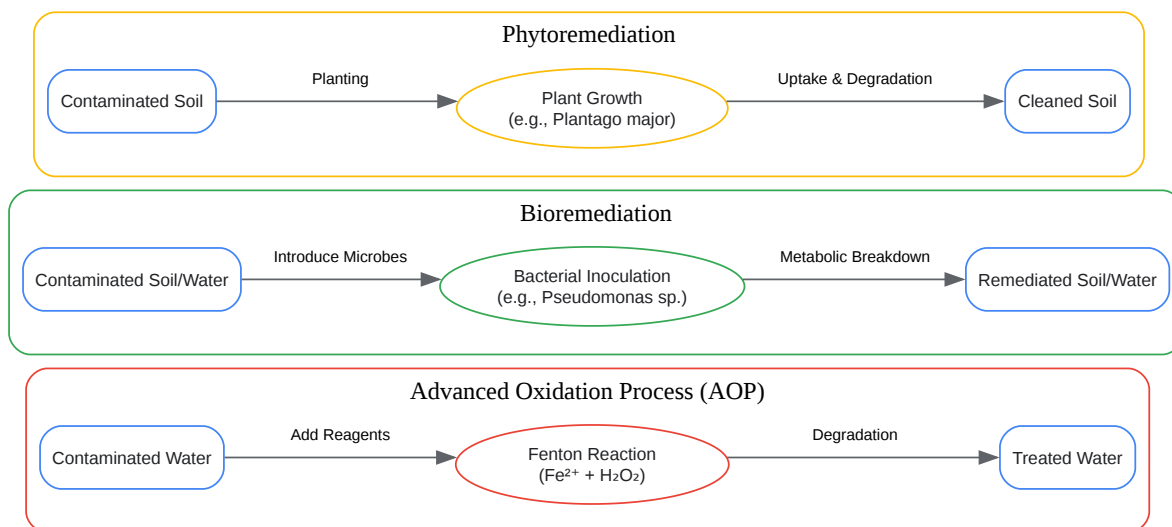 Phytoremediation
Contaminated Soil
Planting
Plant Growth
(e.g., Plantago major)
Uptake & Degradation
Cleaned Soil
Bioremediation
Contaminated Soil/Water
Introduce Microbes
Bacterial Inoculation
(e.g., Pseudomonas sp.)
Metabolic Breakdown
Remediated Soil/Water
Advanced Oxidation Process (AOP)
Contaminated Water
Add Reagents
Fenton Reaction
(Fe²⁺ + H₂O₂)
Degradation
Treated Water